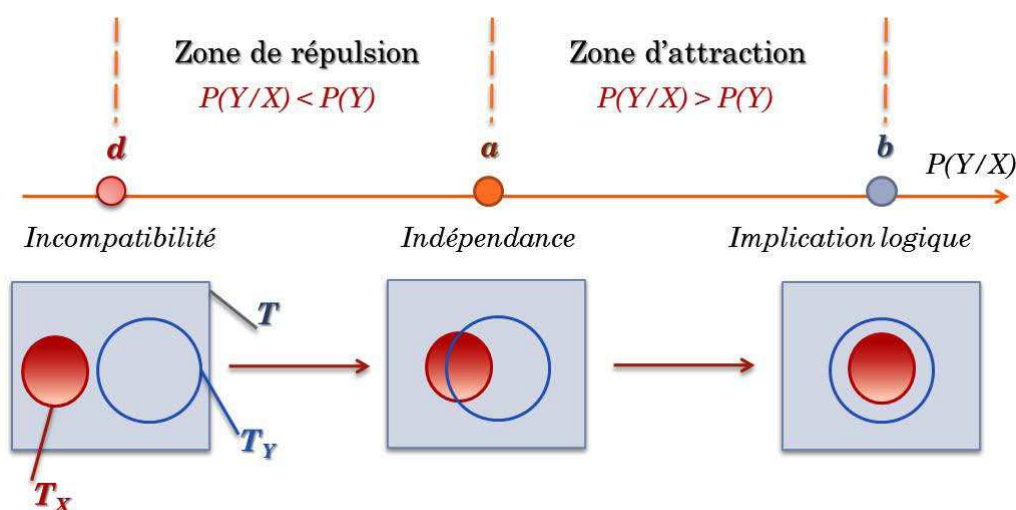 Zone de répulsion
P(Y/X) < P(Y)
Zone d'attraction
P(Y/X) > P(Y)
d
a
b
P(Y/X)
Incompatibilité
Indépendance
Implication logique
T
T_Y
T_X